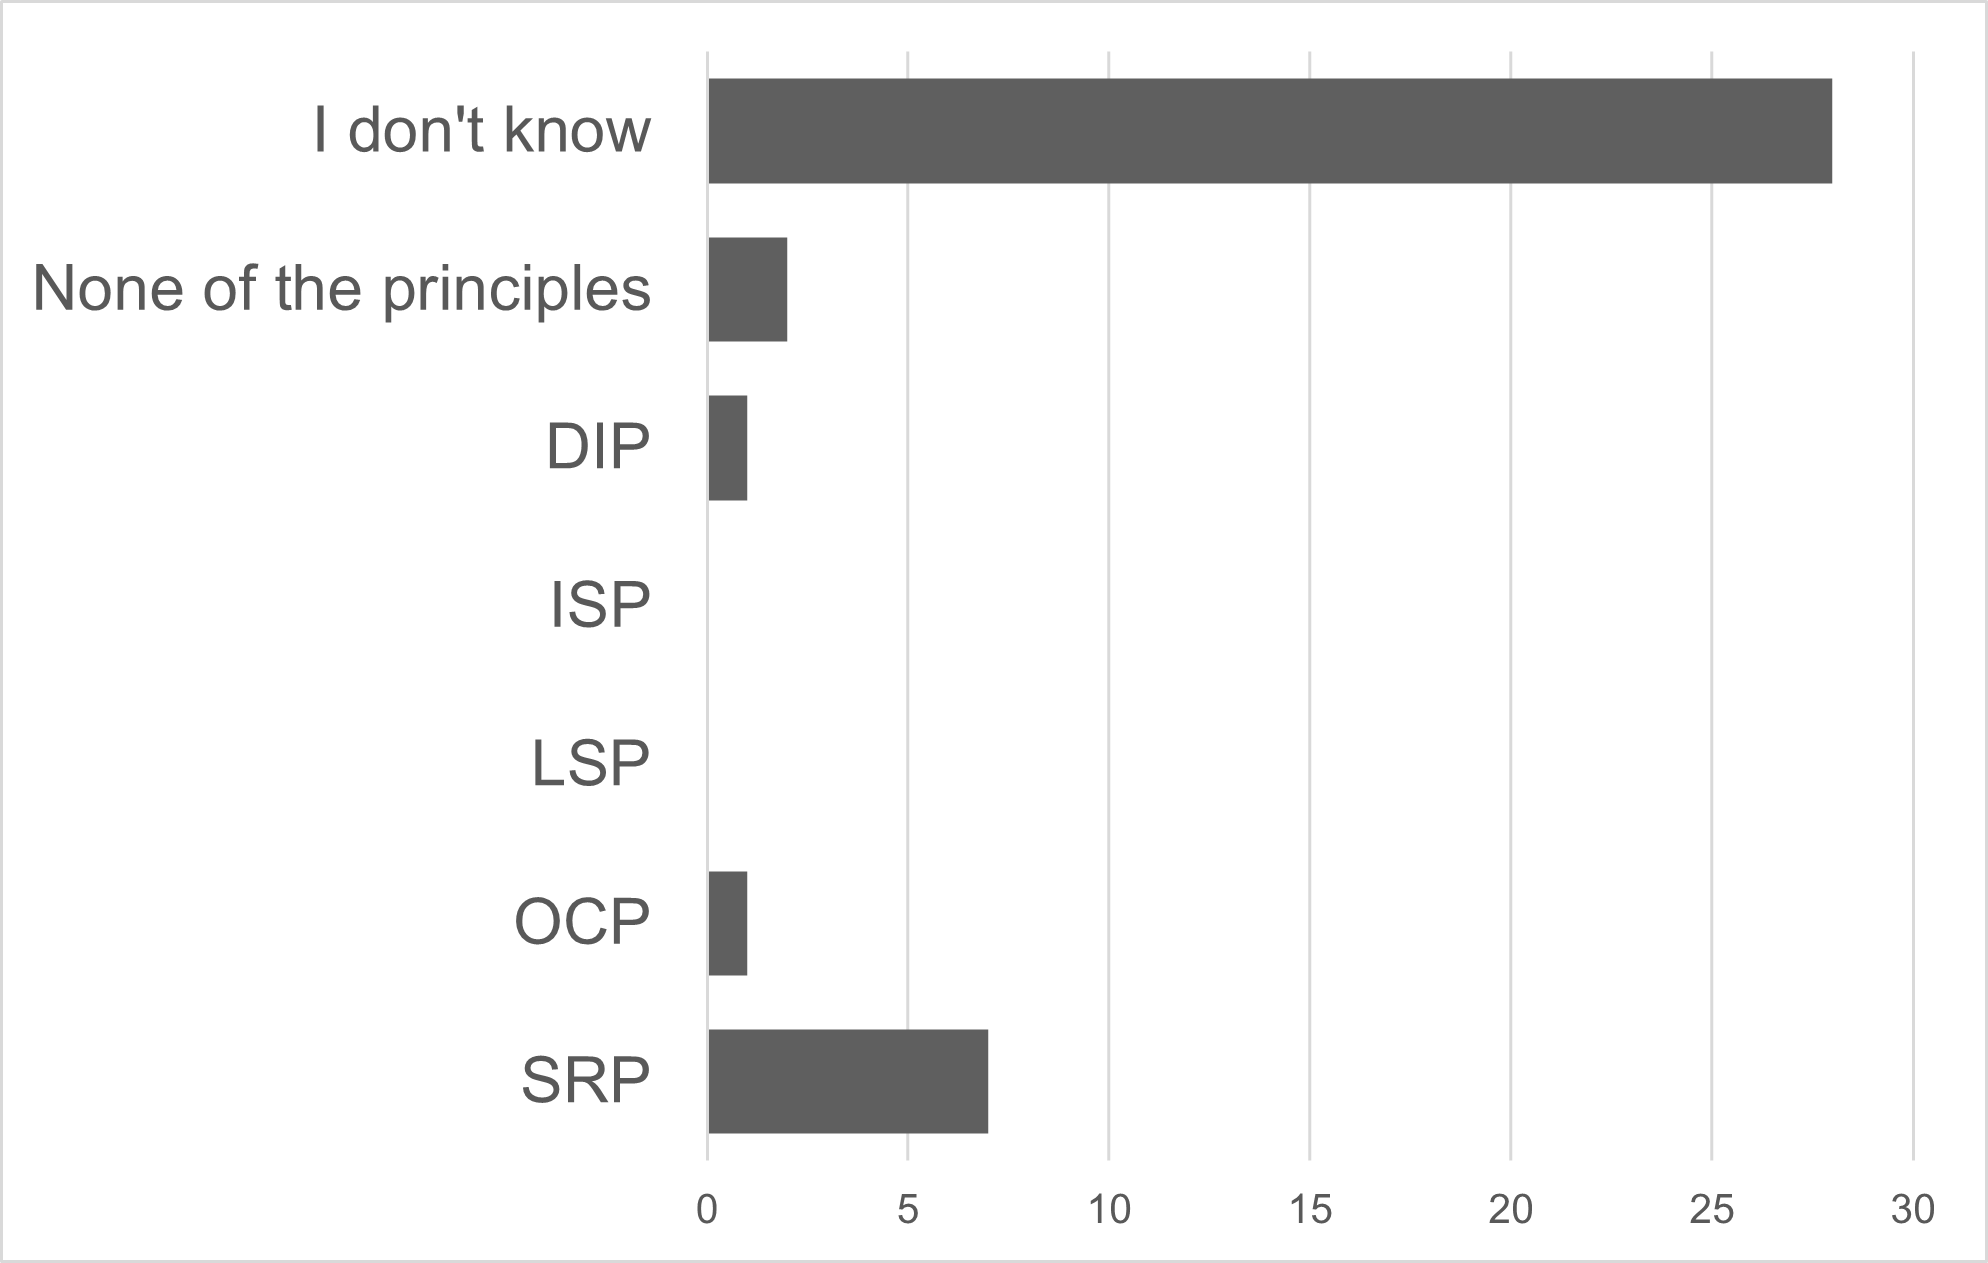 I don't know
None of the principles
DIP
ISP
LSP
OCP
SRP
0 5 10 15 20 25 30